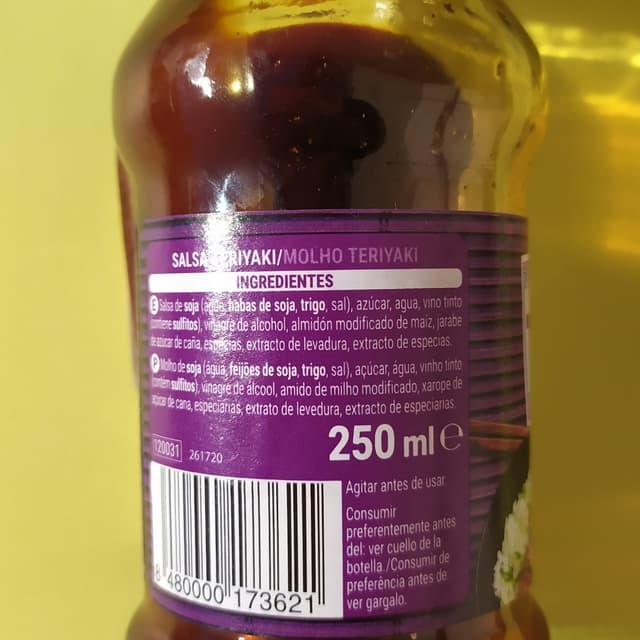 SALSA TERIYAKI/MOLHO TERIYAKI
INGREDIENTES
E Salsa de soja (agua, habas de soja, trigo, sal), azúcar, agua, vino tinto
(contiene sulfitos), vinagre de alcohol, almidón modificado de maíz, jarabe
de azúcar de caña, especias, extracto de levadura, extracto de especias.
P Molho de soja (água, feijões de soja, trigo, sal), açúcar, água, vinho tinto
(contém sulfitos), vinagre de álcool, amido de milho modificado, xarope de
açúcar de cana, especiarias, extrato de levedura, extracto de especiarias.
250 ml e
120031 261720
Agitar antes de usar
Consumir
preferentemente antes
del: ver cuello de la
botella./Consumir de
preferência antes de
ver gargalo.
8 480000 173621